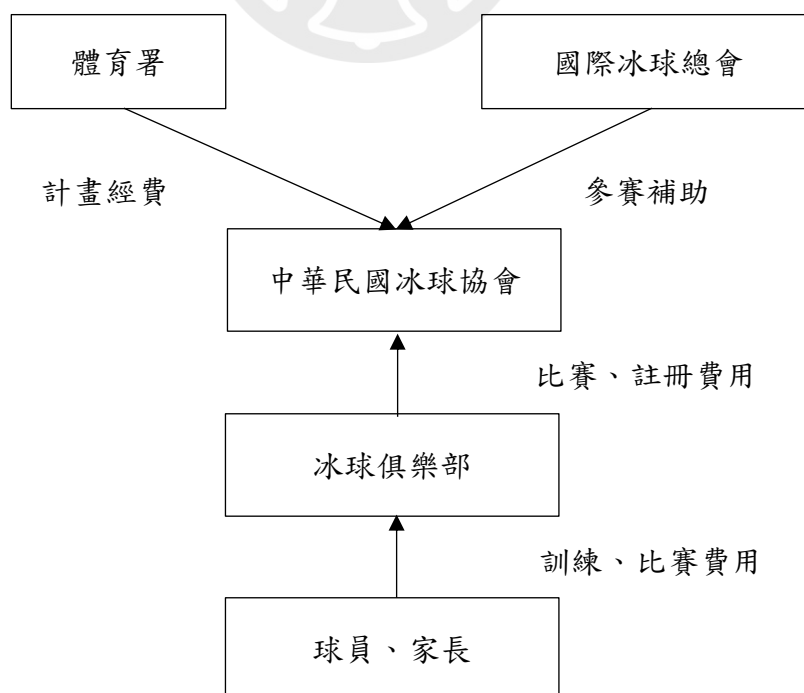 體育署
國際冰球總會
計畫經費
參賽補助
中華民國冰球協會
比賽、註冊費用
冰球俱樂部
訓練、比賽費用
球員、家長